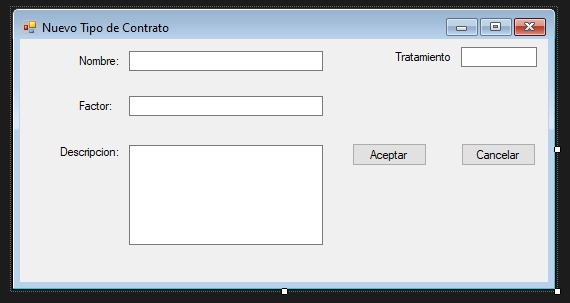 Nuevo Tipo de Contrato
Nombre:
Tratamiento
Factor:
Descripcion:
Aceptar
Cancelar